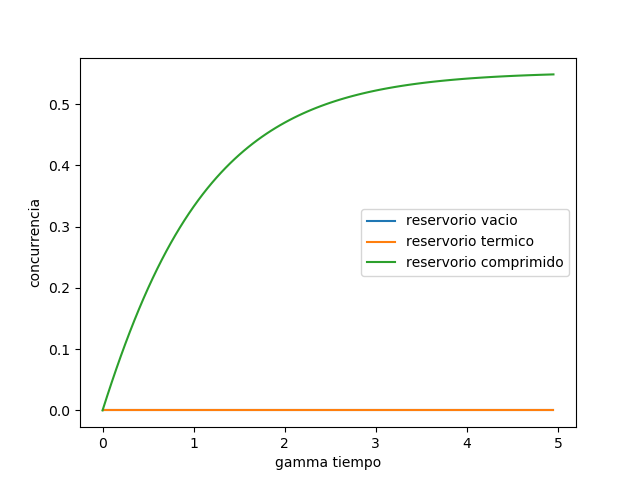 0.5
0.4
0.3
0.2
0.1
0.0
concurrencia
reservorio vacio
reservorio termico
reservorio comprimido
0 1 2 3 4 5
gamma tiempo